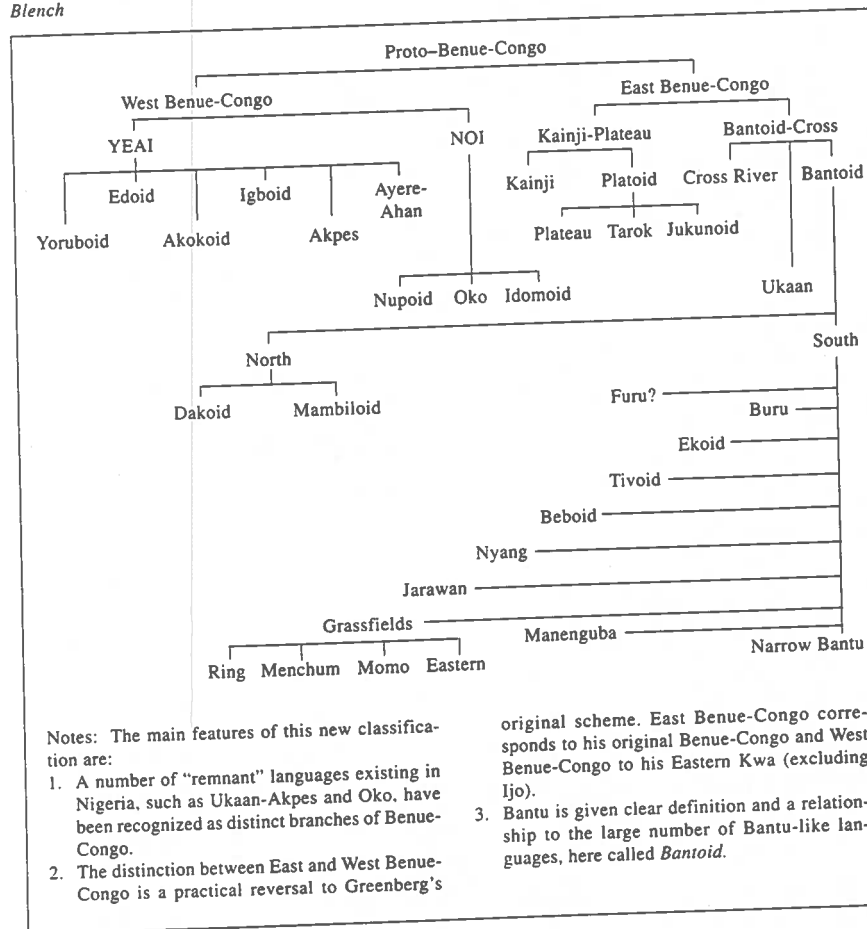 Blench
Proto–Benue-Congo
West Benue-Congo
East Benue-Congo
YEAI
NOI
Kainji-Plateau
Bantoid-Cross
Edoid
Igboid
Ayere-
Ahan
Kainji
Platoid
Cross River
Bantoid
Yoruboid
Akokoid
Akpes
Plateau
Tarok
Jukunoid
Nupoid
Oko
Idomoid
Ukaan
North
South
Dakoid
Mambiloid
Furu?
Buru
Ekoid
Tivoid
Beboid
Nyang
Jarawan
Grassfields
Manenguba
Narrow Bantu
Ring
Menchum
Momo
Eastern
Notes: The main features of this new classifica-
tion are:
1. A number of “remnant” languages existing in
Nigeria, such as Ukaan-Akpes and Oko, have
been recognized as distinct branches of Benue-
Congo.
2. The distinction between East and West Benue-
Congo is a practical reversal to Greenberg’s
original scheme. East Benue-Congo corre-
sponds to his original Benue-Congo and West
Benue-Congo to his Eastern Kwa (excluding
Ijo).
3. Bantu is given clear definition and a relation-
ship to the large number of Bantu-like lan-
guages, here called Bantoid.